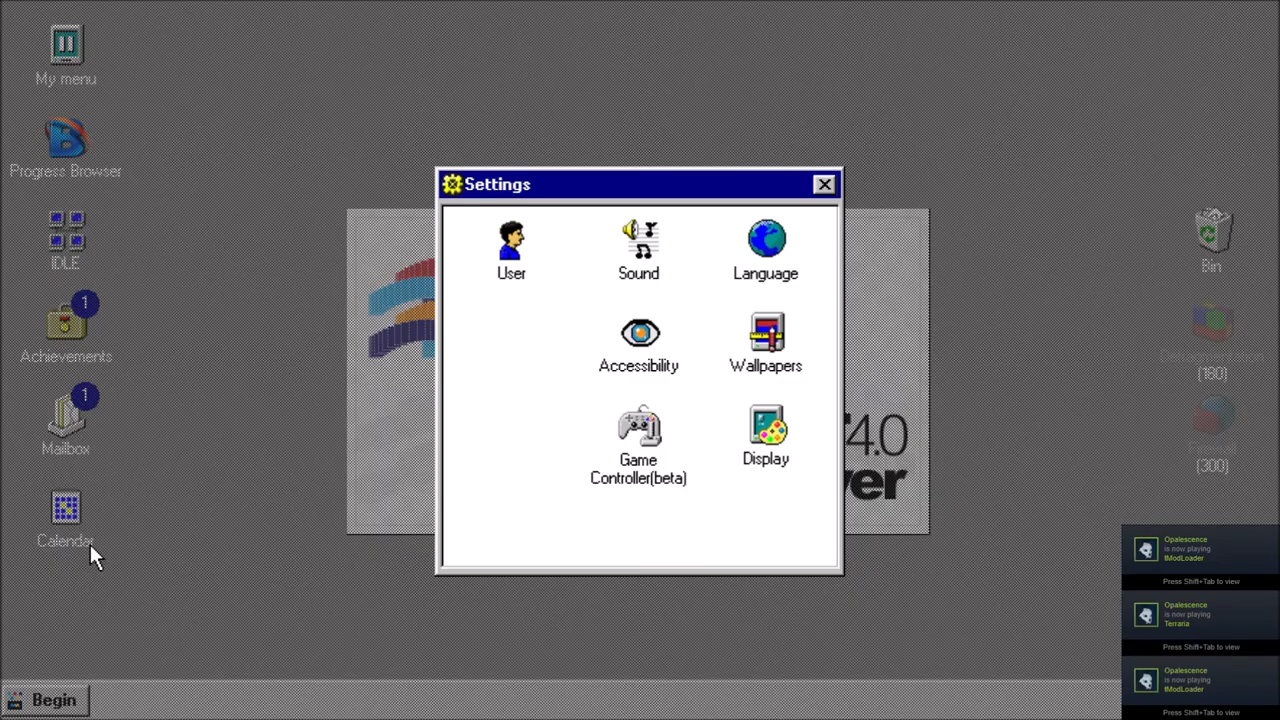 My menu
Progress Browser
IDLE
1
Achievements
1
Mailbox
Calendar
Settings
User
Sound
Language
Accessibility
Wallpapers
Game
Controller(beta)
Display
4.0
ver
Bin
(180)
(300)
Opalescence
is now playing
tModLoader
Press Shift+Tab to view
Opalescence
is now playing
Terraria
Press Shift+Tab to view
Opalescence
is now playing
tModLoader
Press Shift+Tab to view
Begin